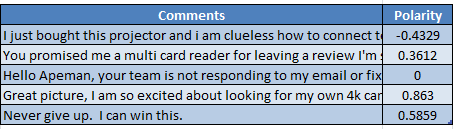 Comments Polarity
I just bought this projector and i am clueless how to connect -0.4329
You promised me a multi card reader for leaving a review I'm 0.3612
Hello Apeman, your team is not responding to my email or fix 0
Great picture, I am so excited about looking for my own 4k 0.863
Never give up. I can win this. 0.5859